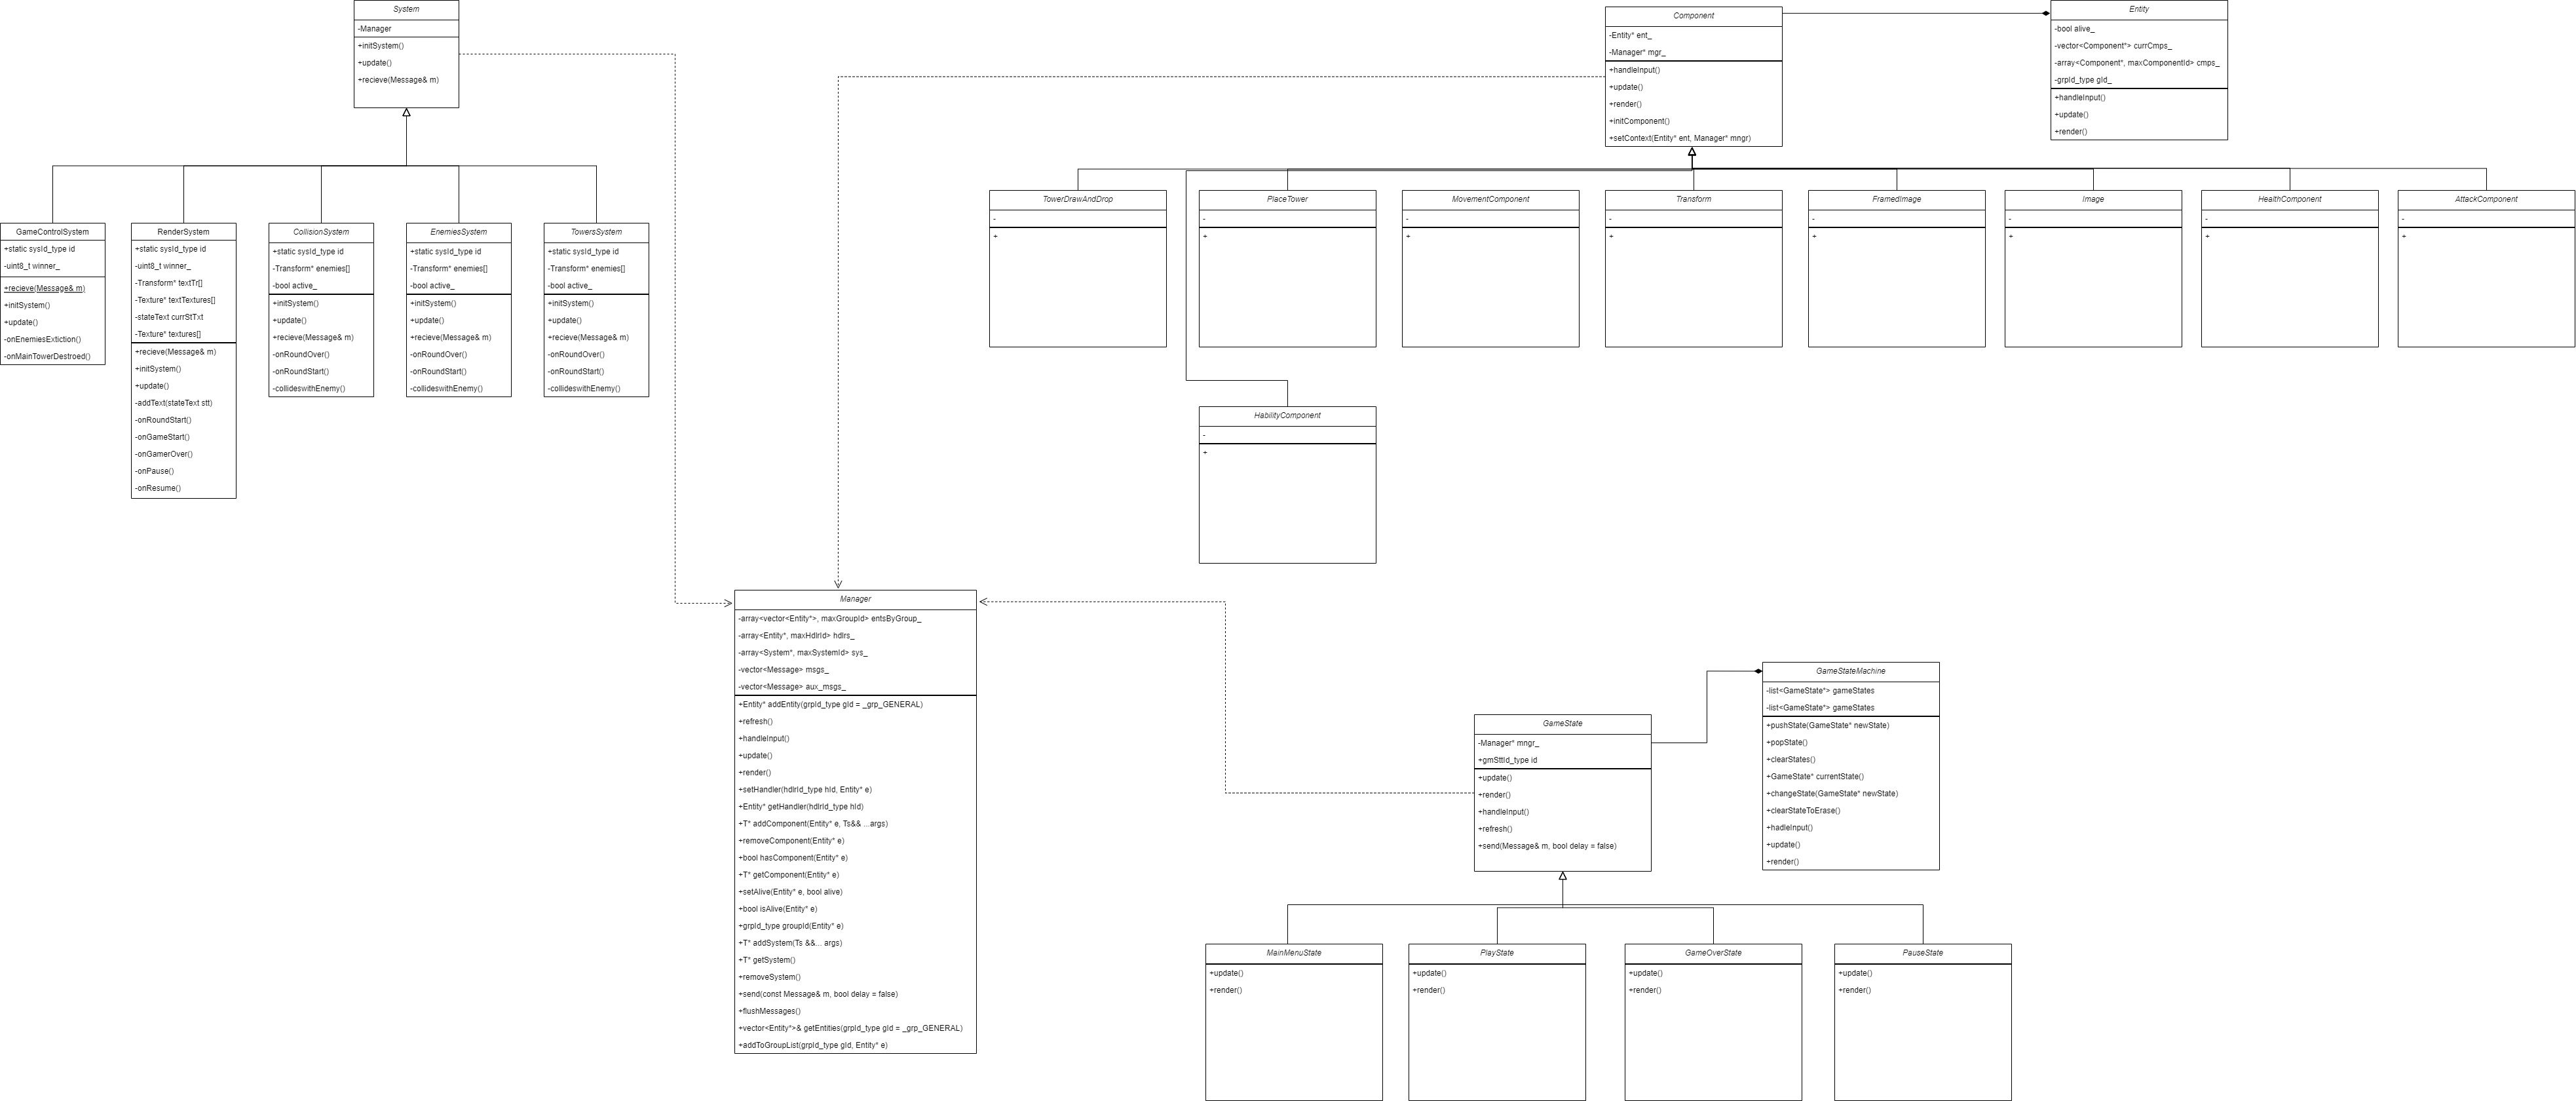 System
-Manager
+initSystem()
+update()
+recieve(Message& m)
Component
-Entity* ent_
-Manager* mgr_
+handleInput()
+update()
+render()
+initComponent()
+setContext(Entity* ent, Manager* mngr)
Entity
-bool alive_
-vector<Component*> currCmps_
-array<Component*, maxComponentId> cmps_
-grpId_type gId_
+handleInput()
+update()
+render()
GameControlSystem
+static sysId_type id
-uint8_t winner_
+recieve(Message& m)
+initSystem()
+update()
-onEnemiesExtiction()
-onMainTowerDestroed()
RenderSystem
+static sysId_type id
-uint8_t winner_
-Transform* textTr[]
-Texture* textTextures[]
-stateText currStTxt
-Texture* textures[]
+recieve(Message& m)
+initSystem()
+update()
-addText(stateText stt)
-onRoundStart()
-onGameStart()
-onGamerOver()
-onPause()
-onResume()
CollisionSystem
+static sysId_type id
-Transform* enemies[]
-bool active_
+initSystem()
+update()
+recieve(Message& m)
-onRoundOver()
-onRoundStart()
-collideswithEnemy()
EnemiesSystem
+static sysId_type id
-Transform* enemies[]
-bool active_
+initSystem()
+update()
+recieve(Message& m)
-onRoundOver()
-onRoundStart()
-collideswithEnemy()
TowersSystem
+static sysId_type id
-Transform* enemies[]
-bool active_
+initSystem()
+update()
+recieve(Message& m)
-onRoundOver()
-onRoundStart()
-collideswithEnemy()
TowerDrawAndDrop
-
+
PlaceTower
-
+
MovementComponent
-
+
Transform
-
+
FramedImage
-
+
Image
-
+
HealthComponent
-
+
AttackComponent
-
+
HabilityComponent
-
+
Manager
-array<vector<Entity*>, maxGroupId> entsByGroup_
-array<Entity*, maxHdlrId> hdlrs_
-array<System*, maxSystemId> sys_
-vector<Message> msgs_
-vector<Message> aux_msgs_
+Entity* addEntity(grpId_type gId = _grp_GENERAL)
+refresh()
+handleInput()
+update()
+render()
+setHandler(hdlrId_type hId, Entity* e)
+Entity* getHandler(hdlrId_type hId)
+T* addComponent(Entity* e, Ts&& ...args)
+removeComponent(Entity* e)
+bool hasComponent(Entity* e)
+T* getComponent(Entity* e)
+setAlive(Entity* e, bool alive)
+bool isAlive(Entity* e)
+grpId_type groupId(Entity* e)
+T* addSystem(Ts &&... args)
+T* getSystem()
+removeSystem()
+send(const Message& m, bool delay = false)
+flushMessages()
+vector<Entity*>& getEntities(grpId_type gId = _grp_GENERAL)
+addToGroupList(grpId_type gId, Entity* e)
GameState
-Manager* mngr_
+gmSttId_type id
+update()
+render()
+handleInput()
+refresh()
+send(Message& m, bool delay = false)
GameStateMachine
-list<GameState*> gameStates
-list<GameState*> gameStates
+pushState(GameState* newState)
+popState()
+clearStates()
+GameState* currentState()
+changeState(GameState* newState)
+clearStateToErase()
+hadleInput()
+update()
+render()
MainMenuState
+update()
+render()
PlayState
+update()
+render()
GameOverState
+update()
+render()
PauseState
+update()
+render()